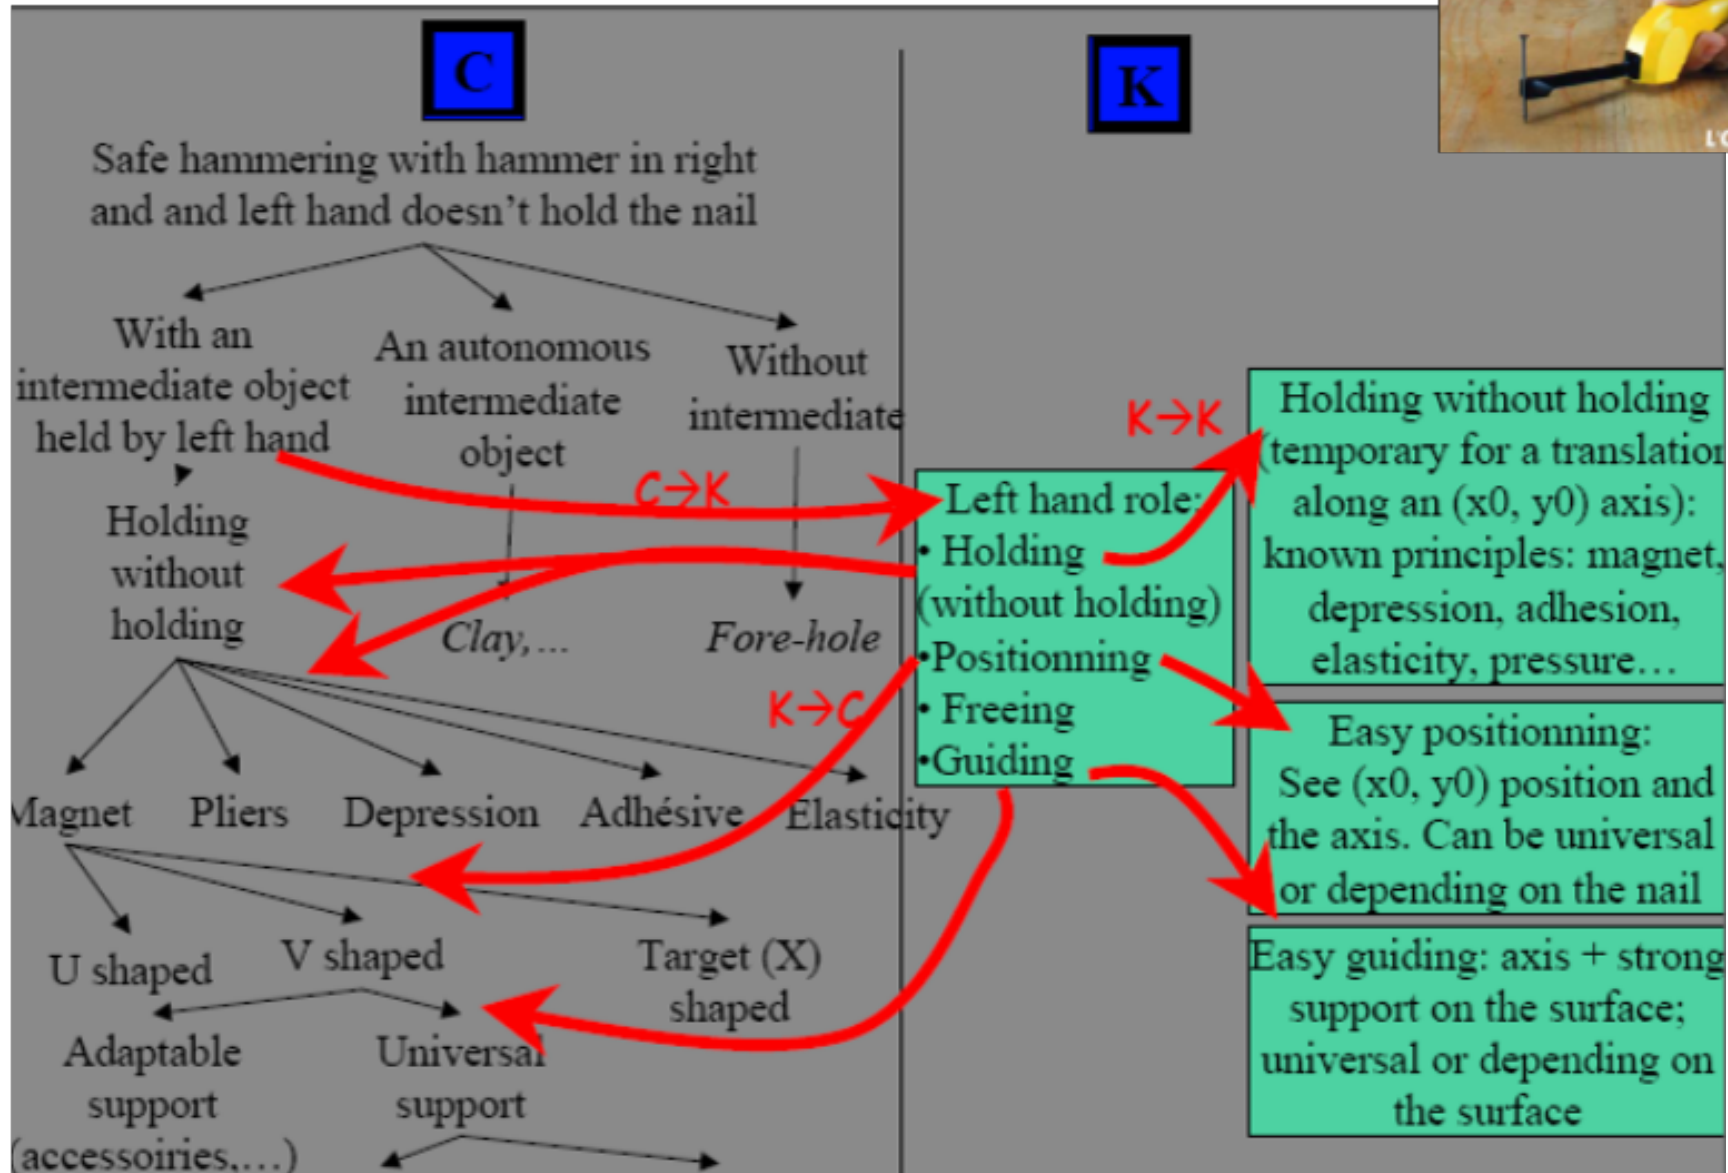 C
K
Safe hammering with hammer in right
and and left hand doesn't hold the nail
With an
intermediate object
held by left hand
An autonomous
intermediate
object
Without
intermediate
C→K
K→K
Holding
without
holding
Clay,...
Fore-hole
K→C
Magnet
Pliers
Depression
Adhésive
Elasticity
U shaped
V shaped
Target (X)
shaped
Adaptable
support
(accessoiries,...)
Universal
support
Left hand role:
• Holding
(without holding)
•Positionning
• Freeing
•Guiding
Holding without holding
(temporary for a translation
along an (x0, y0) axis):
known principles: magnet,
depression, adhesion,
elasticity, pressure...
Easy positionning:
See (x0, y0) position and
the axis. Can be universal
or depending on the nail
Easy guiding: axis + strong
support on the surface;
universal or depending on
the surface